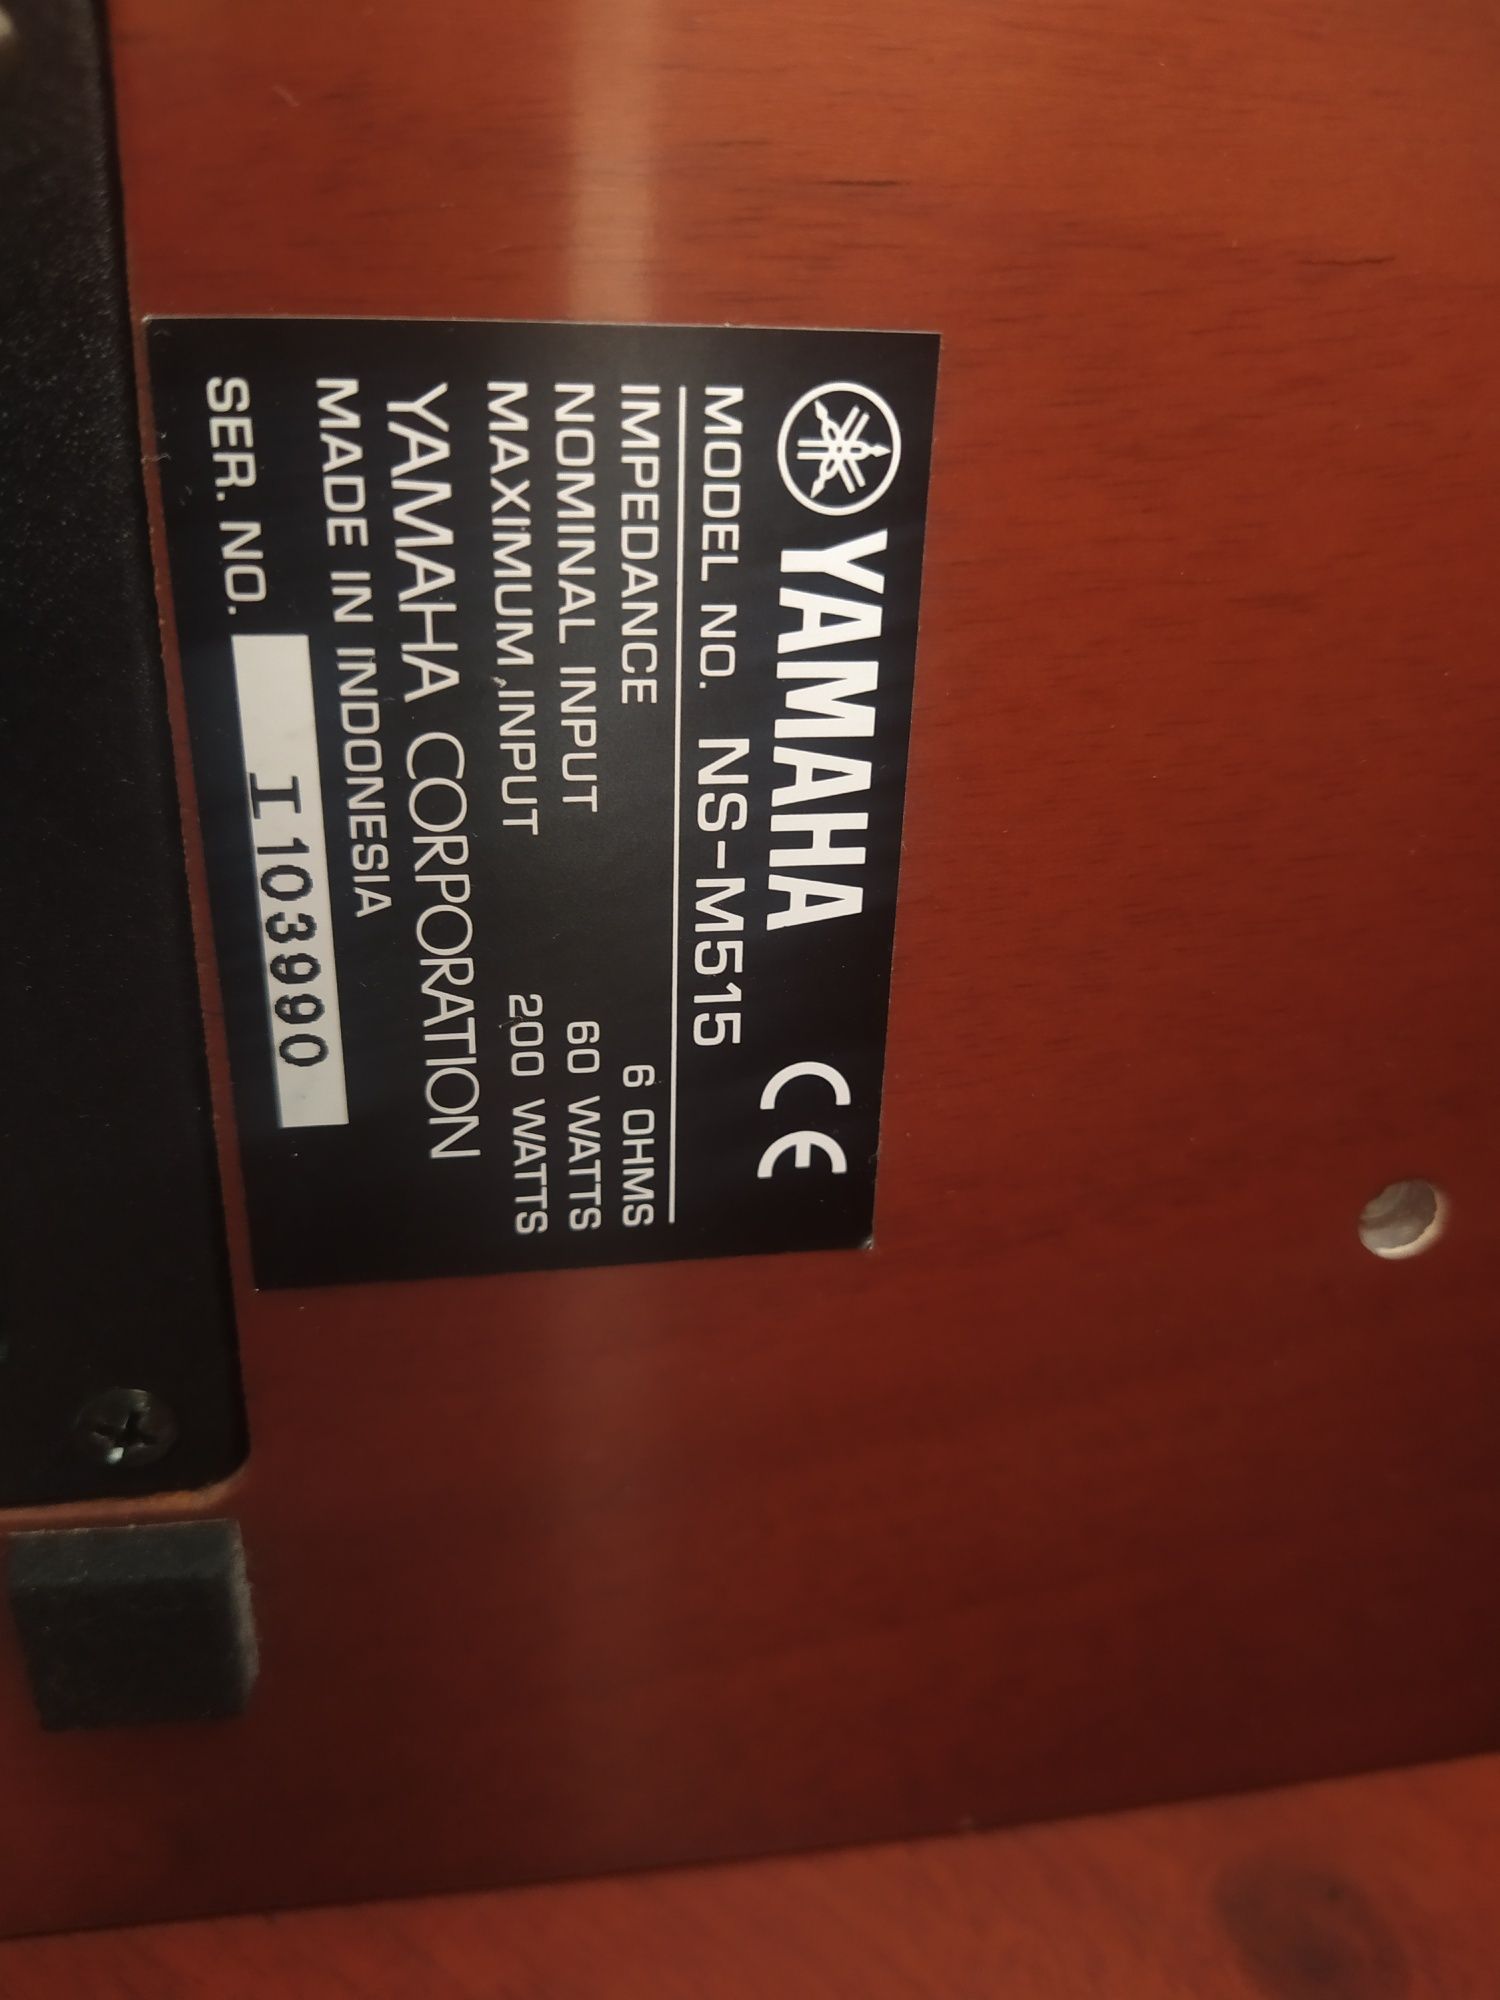 YAMAHA CE
MODEL NO. NS-M515
IMPEDANCE 6 OHMS
NOMINAL INPUT 60 WATTS
MAXIMUM INPUT 200 WATTS
YAMAHA CORPORATION
MADE IN INDONESIA
SER. NO. I103990